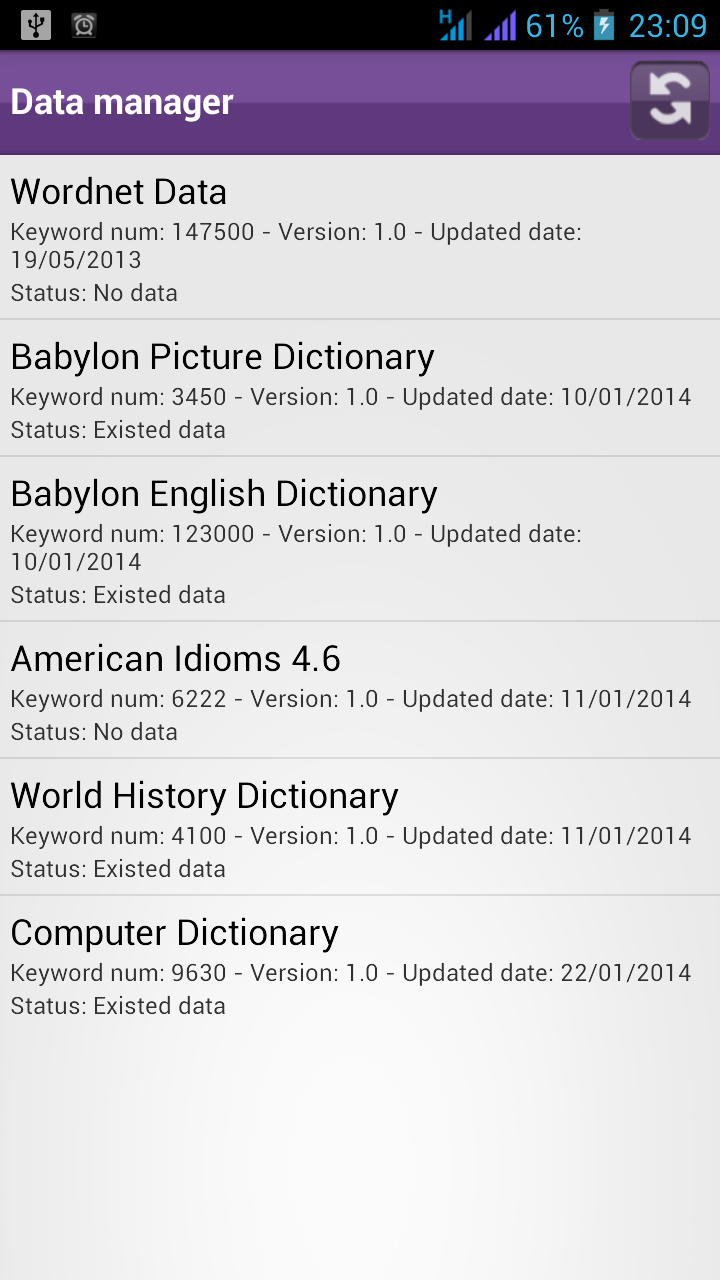 H 61% 23:09
Data manager
Wordnet Data
Keyword num: 147500 - Version: 1.0 - Updated date:
19/05/2013
Status: No data
Babylon Picture Dictionary
Keyword num: 3450 - Version: 1.0 - Updated date: 10/01/2014
Status: Existed data
Babylon English Dictionary
Keyword num: 123000 - Version: 1.0 - Updated date:
10/01/2014
Status: Existed data
American Idioms 4.6
Keyword num: 6222 - Version: 1.0 - Updated date: 11/01/2014
Status: No data
World History Dictionary
Keyword num: 4100 - Version: 1.0 - Updated date: 11/01/2014
Status: Existed data
Computer Dictionary
Keyword num: 9630 - Version: 1.0 - Updated date: 22/01/2014
Status: Existed data